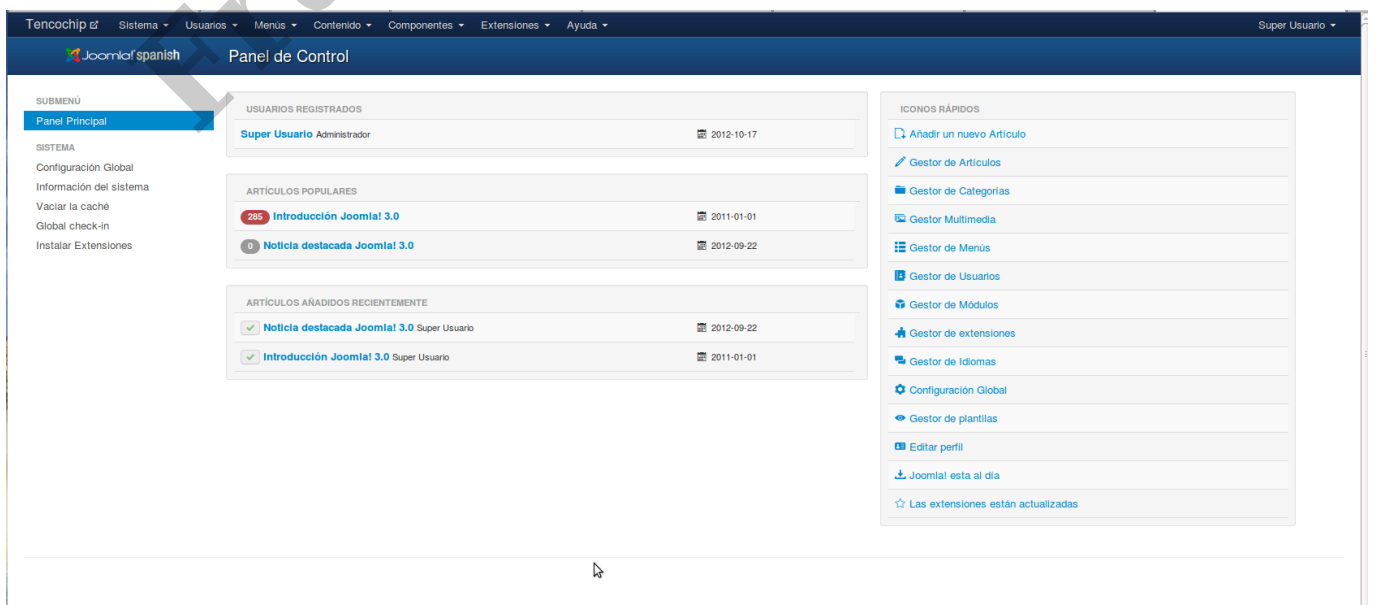 Tencochip Sistema Usuarios Menús Contenido Componentes Extensiones Ayuda Super Usuario
Joomla! spanish Panel de Control
SUBMENÚ
Panel Principal
SISTEMA
Configuración Global
Información del sistema
Vaciar la caché
Global check-in
Instalar Extensiones
USUARIOS REGISTRADOS
Super Usuario Administrador 2012-10-17
ARTÍCULOS POPULARES
285 Introducción Joomla! 3.0 2011-01-01
0 Noticia destacada Joomla! 3.0 2012-09-22
ARTÍCULOS AÑADIDOS RECIENTEMENTE
Noticia destacada Joomla! 3.0 Super Usuario 2012-09-22
Introducción Joomla! 3.0 Super Usuario 2011-01-01
ICONOS RÁPIDOS
Añadir un nuevo Artículo
Gestor de Artículos
Gestor de Categorías
Gestor Multimedia
Gestor de Menús
Gestor de Usuarios
Gestor de Módulos
Gestor de extensiones
Gestor de Idiomas
Configuración Global
Gestor de plantilas
Editar perfil
Joomla! esta al día
Las extensiones están actualizadas